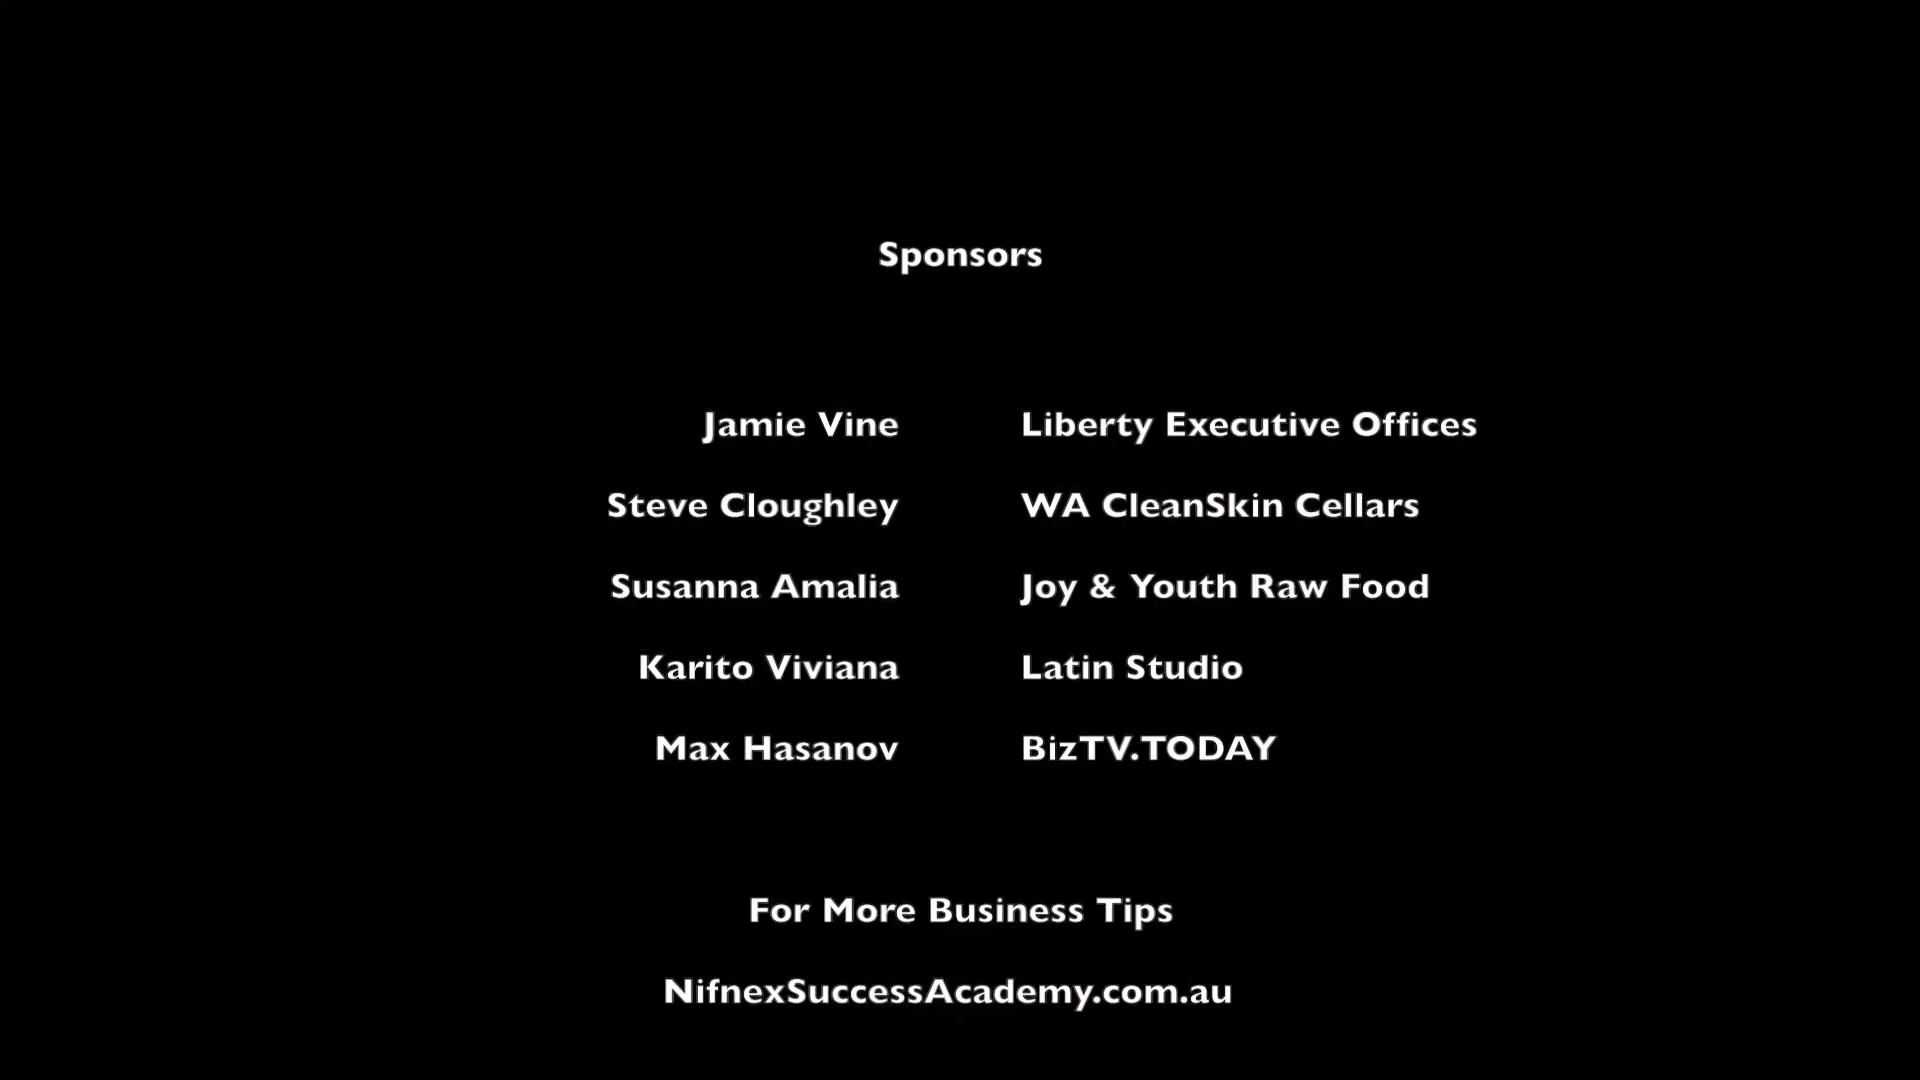 Sponsors
Jamie Vine Liberty Executive Offices
Steve Cloughley WA CleanSkin Cellars
Susanna Amalia Joy & Youth Raw Food
Karito Viviana Latin Studio
Max Hasanov BizTV.TODAY
For More Business Tips
NifnexSuccessAcademy.com.au